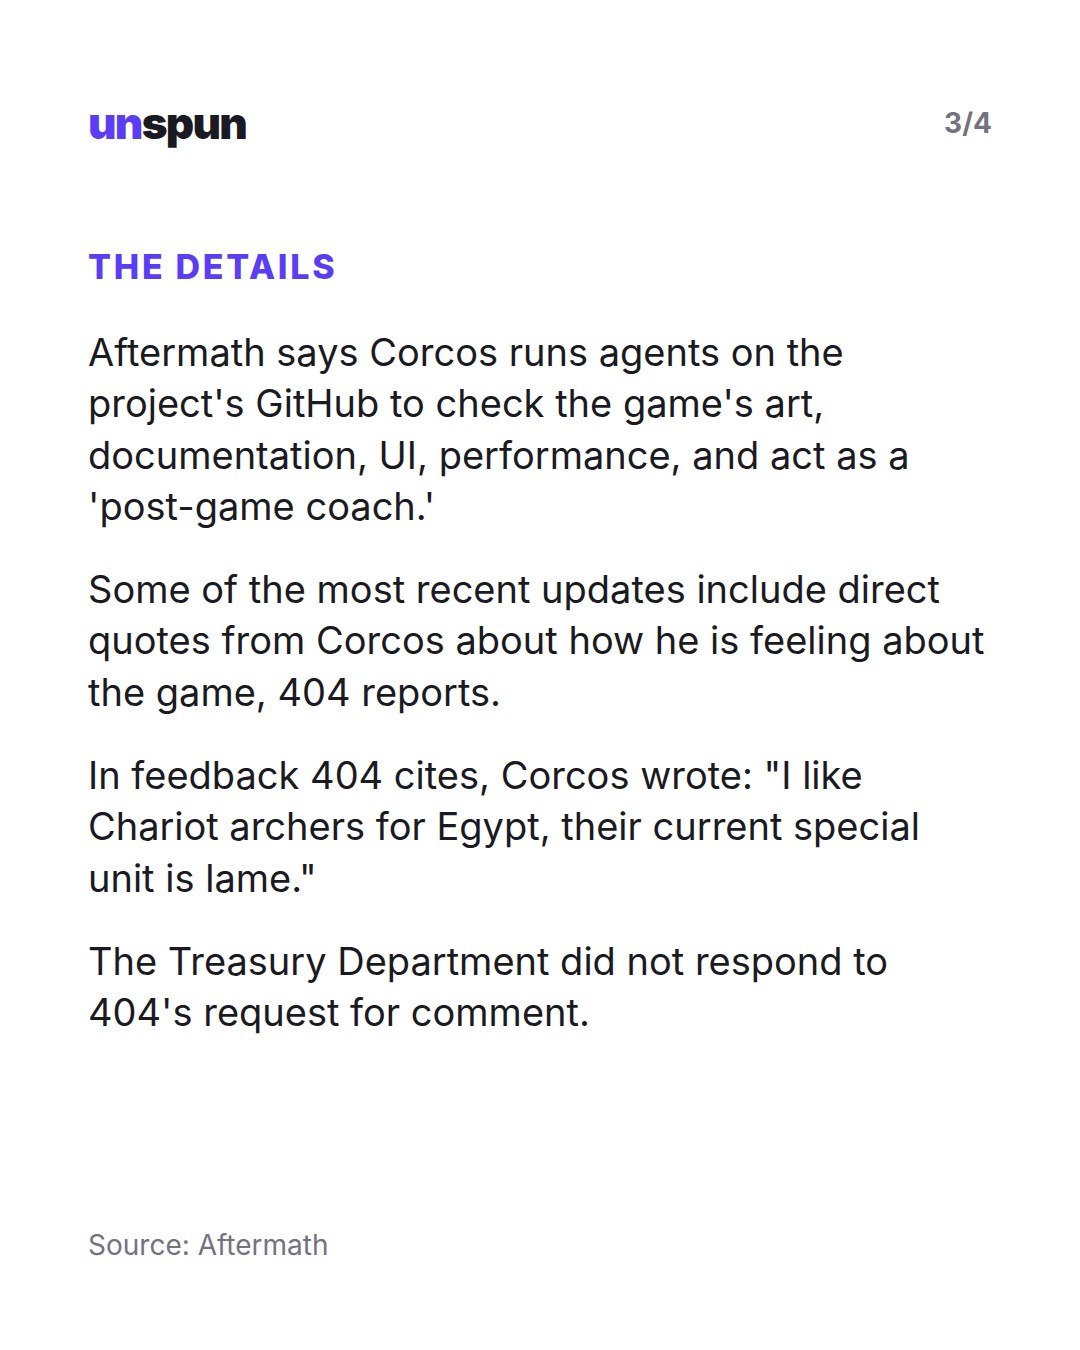 unspun
3/4
THE DETAILS
Aftermath says Corcos runs agents on the
project's GitHub to check the game's art,
documentation, UI, performance, and act as a
'post-game coach.'
Some of the most recent updates include direct
quotes from Corcos about how he is feeling about
the game, 404 reports.
In feedback 404 cites, Corcos wrote: "I like
Chariot archers for Egypt, their current special
unit is lame."
The Treasury Department did not respond to
404's request for comment.
Source: Aftermath